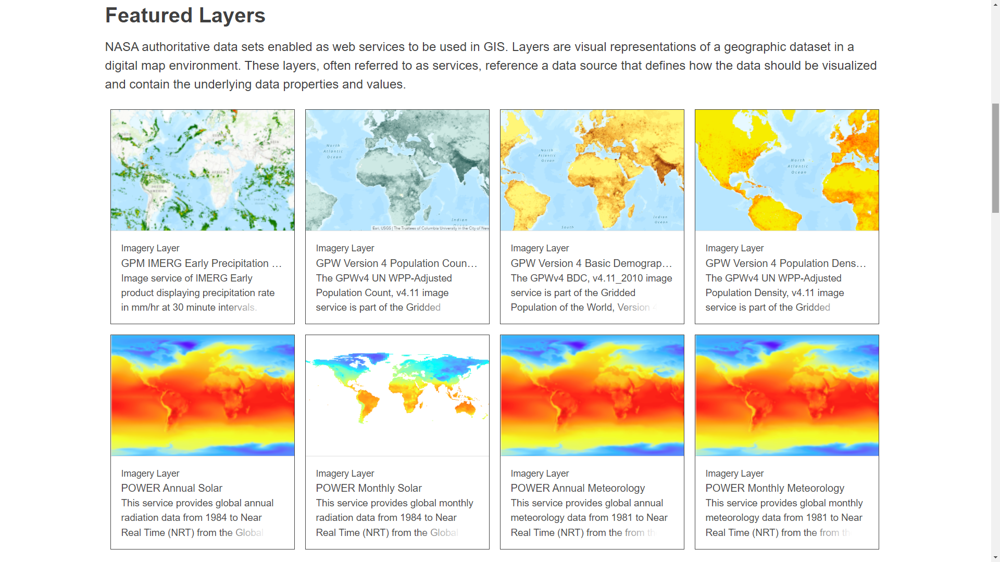 Featured Layers
NASA authoritative data sets enabled as web services to be used in GIS. Layers are visual representations of a geographic dataset in a
digital map environment. These layers, often referred to as services, reference a data source that defines how the data should be visualized
and contain the underlying data properties and values.
North
Atlantic
Ocean
Indian
Esri, USGS | The Trustees of Columbia University in the City of New
North
Atlantic
Ocean
Indian
Ocean
South
North
Atlantic
Ocean
Imagery Layer
GPM IMERG Early Precipitation …
Image service of IMERG Early
product displaying precipitation rate
in mm/hr at 30 minute intervals.
Imagery Layer
GPW Version 4 Population Coun…
The GPWv4 UN WPP-Adjusted
Population Count, v4.11 image
service is part of the Gridded
Imagery Layer
GPW Version 4 Basic Demograp…
The GPWv4 BDC, v4.11_2010 image
service is part of the Gridded
Population of the World, Version 4
Imagery Layer
GPW Version 4 Population Dens…
The GPWv4 UN WPP-Adjusted
Population Density, v4.11 image
service is part of the Gridded
Imagery Layer
POWER Annual Solar
This service provides global annual
radiation data from 1984 to Near
Real Time (NRT) from the Global
Imagery Layer
POWER Monthly Solar
This service provides global monthly
radiation data from 1984 to Near
Real Time (NRT) from the Global
Imagery Layer
POWER Annual Meteorology
This service provides global annual
meteorology data from 1981 to Near
Real Time (NRT) from the from th
Imagery Layer
POWER Monthly Meteorology
This service provides global monthly
meteorology data from 1981 to Near
Real Time (NRT) from the from th